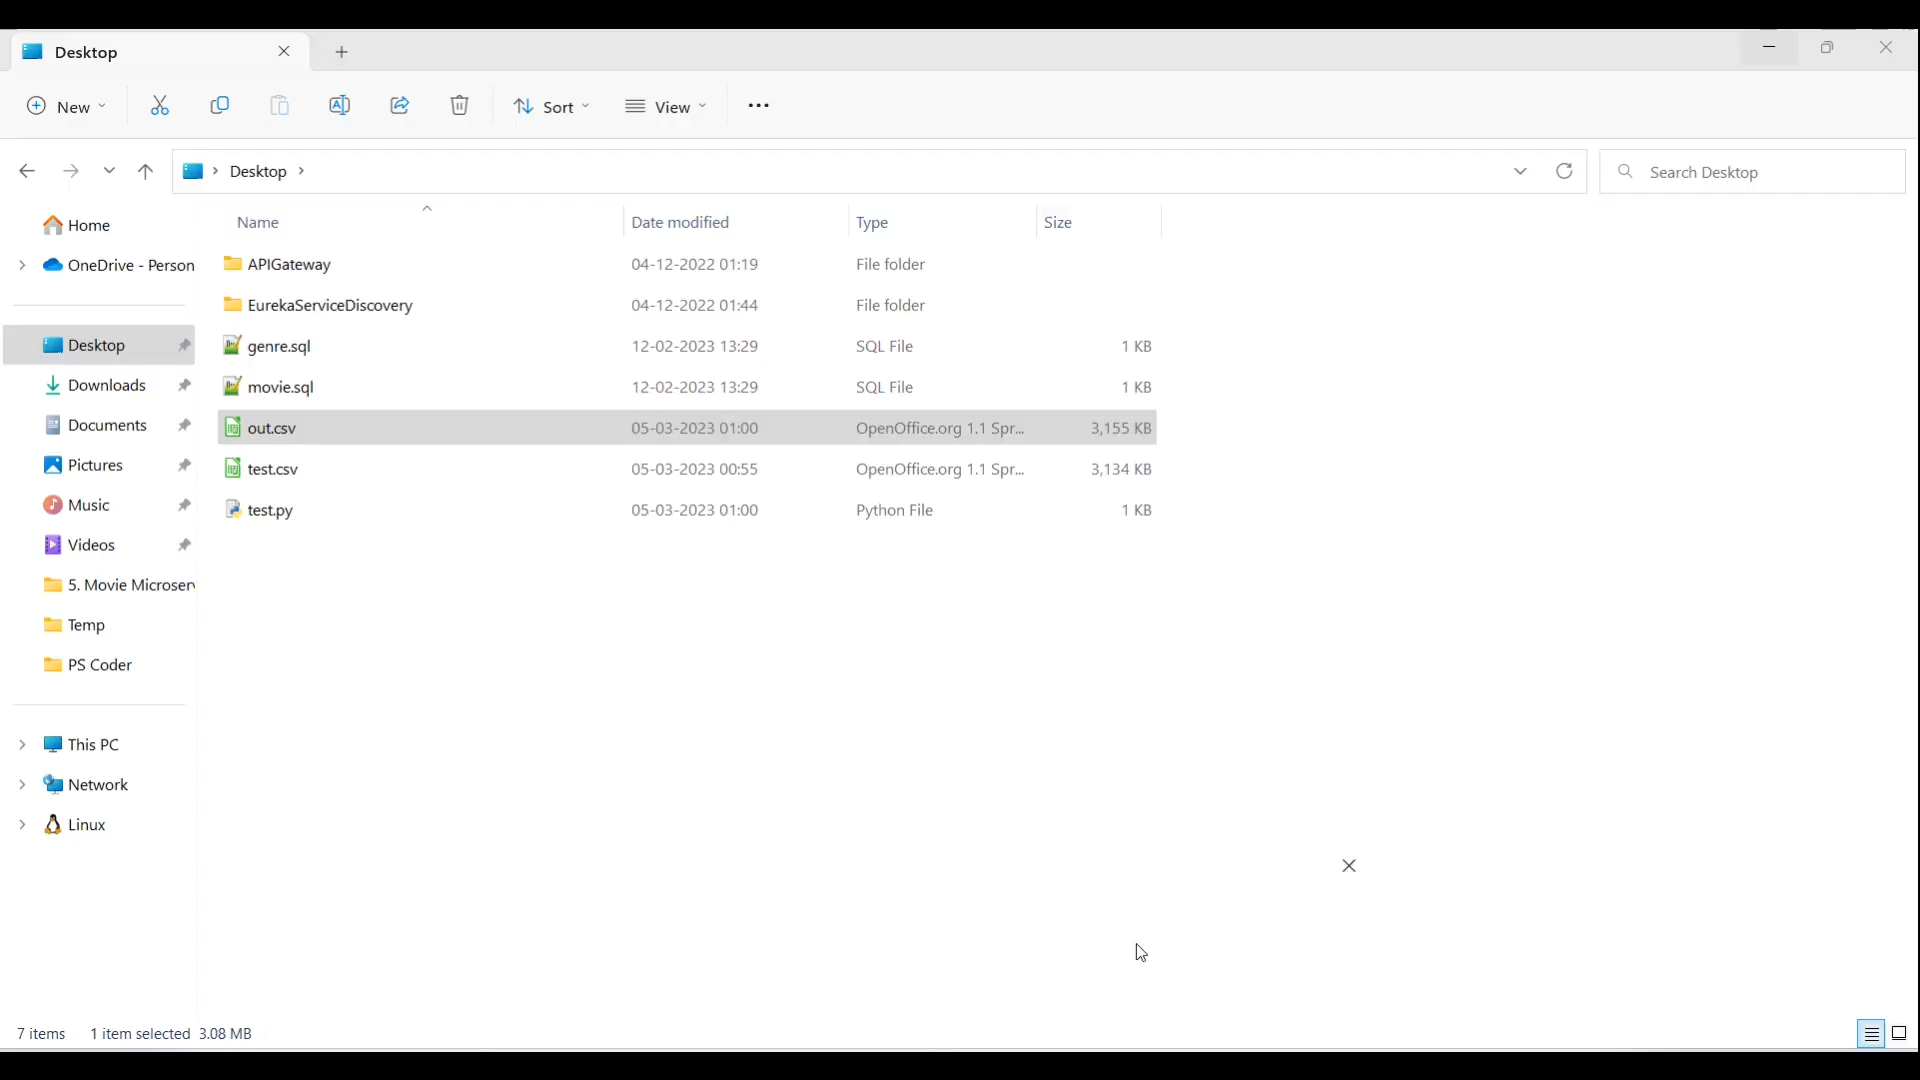 Desktop
New
Sort
View
Desktop
Search Desktop
Name Date modified Type Size
Home
OneDrive - Person
Desktop
Downloads
Documents
Pictures
Music
Videos
5. Movie Microser
Temp
PS Coder
This PC
Network
Linux
APIGateway 04-12-2022 01:19 File folder
EurekaServiceDiscovery 04-12-2022 01:44 File folder
genre.sql 12-02-2023 13:29 SQL File 1 KB
movie.sql 12-02-2023 13:29 SQL File 1 KB
out.csv 05-03-2023 01:00 OpenOffice.org 1.1 Spr... 3,155 KB
test.csv 05-03-2023 00:55 OpenOffice.org 1.1 Spr... 3,134 KB
test.py 05-03-2023 01:00 Python File 1 KB
7 items 1 item selected 3.08 MB